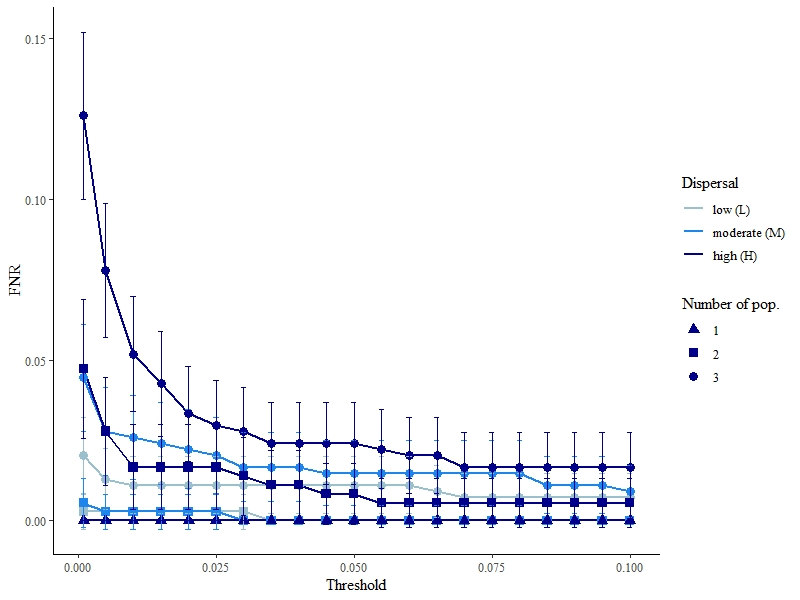 0.15
0.10
0.05
0.00
FNR
0.000
0.025
0.050
0.075
0.100
Threshold
Dispersal
low (L)
moderate (M)
high (H)
Number of pop.
1
2
3